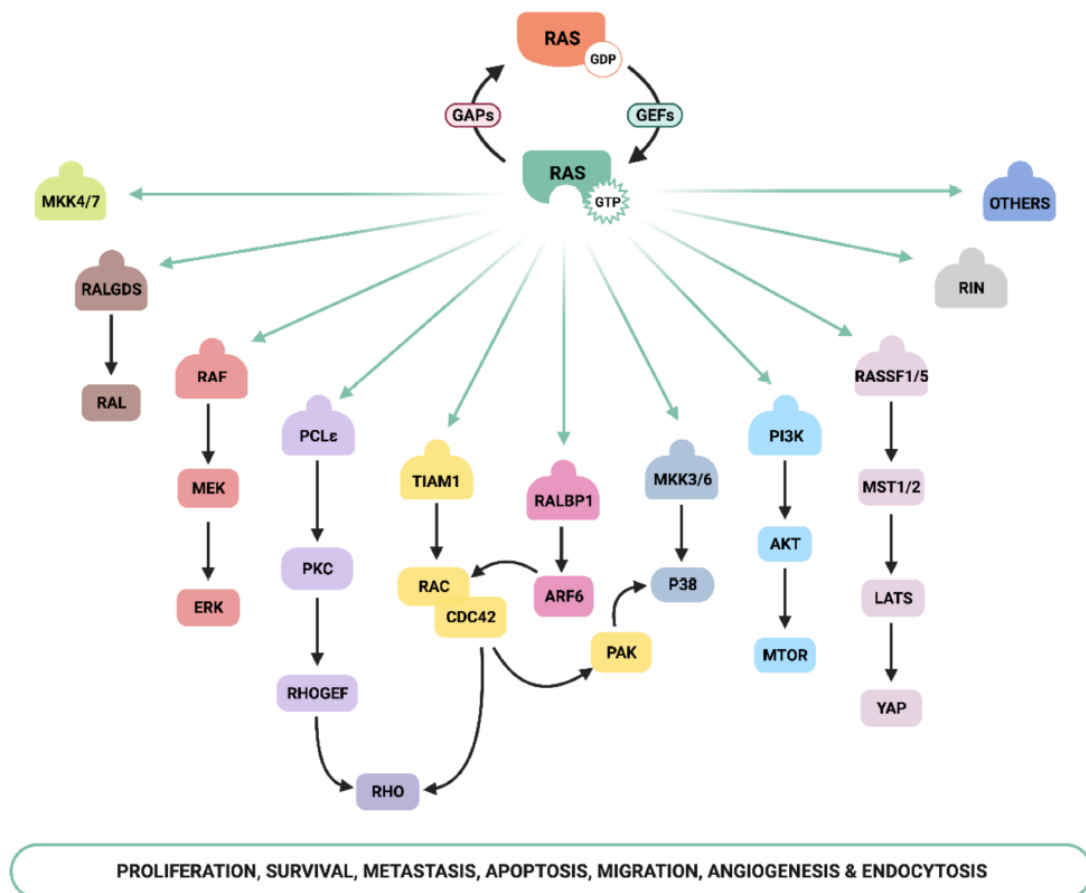 RAS
GDP
GAPs
GEFs
RAS
GTP
MKK4/7
OTHERS
RALGDS
RIN
RAL
RAF
RASSF1/5
PCLε
TIAM1
RALBP1
MKK3/6
PI3K
MEK
MST1/2
PKC
RAC
CDC42
ARF6
P38
AKT
ERK
LATS
PAK
MTOR
RHOGEF
YAP
RHO
PROLIFERATION, SURVIVAL, METASTASIS, APOPTOSIS, MIGRATION, ANGIOGENESIS & ENDOCYTOSIS